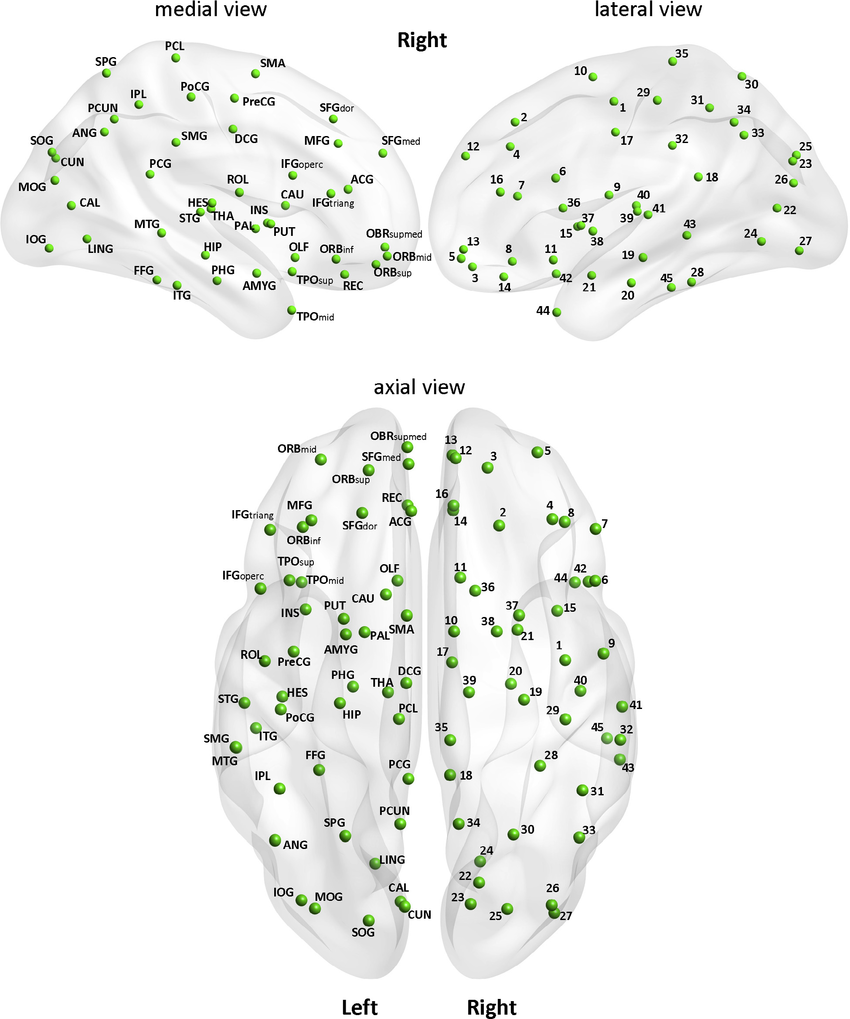 medial view
lateral view
Right
PCL
SPG
SMA
IPL
PoCG
PreCG
PCUN
SFGdor
ANG
SMG
DCG
MFG
SFGmed
SOG
CUN
PCG
IFGoperc
MOG
ROL
CAU
ACG
IFGtriang
CAL
HES
STG
THA
INS
PAL
PUT
MTG
OBRsupmed
IOG
LING
HIP
OLF
ORBinf
ORBmid
ORBsup
FFG
ITG
PHG
AMYG
TPOsup
REC
TPOmid
35
10
30
1
29
31
34
2
33
12
4
17
32
25
23
16
7
6
9
18
26
36
40
39
41
22
15
37
38
43
24
27
13
5
3
8
14
11
42
21
19
20
45
28
44
axial view
OBRsupmed
ORBmid
SFGmed
ORBsup
REC
IFGtriang
MFG
SFGdor
ACG
ORBinf
TPOsup
IFGoperc
TPOmid
OLF
CAU
INS
PUT
AMYG
PAL
SMA
ROL
PreCG
PHG
THA
DCG
STG
HES
PoCG
HIP
PCL
ITG
SMG
MTG
FFG
PCG
IPL
PCUN
SPG
ANG
LING
IOG
MOG
CAL
CUN
SOG
13
12
3
5
16
14
2
4
8
7
11
36
44
42
6
37
15
10
38
21
17
1
9
39
20
19
40
41
29
35
45
32
43
18
28
31
34
30
33
24
22
23
25
26
27
Left
Right